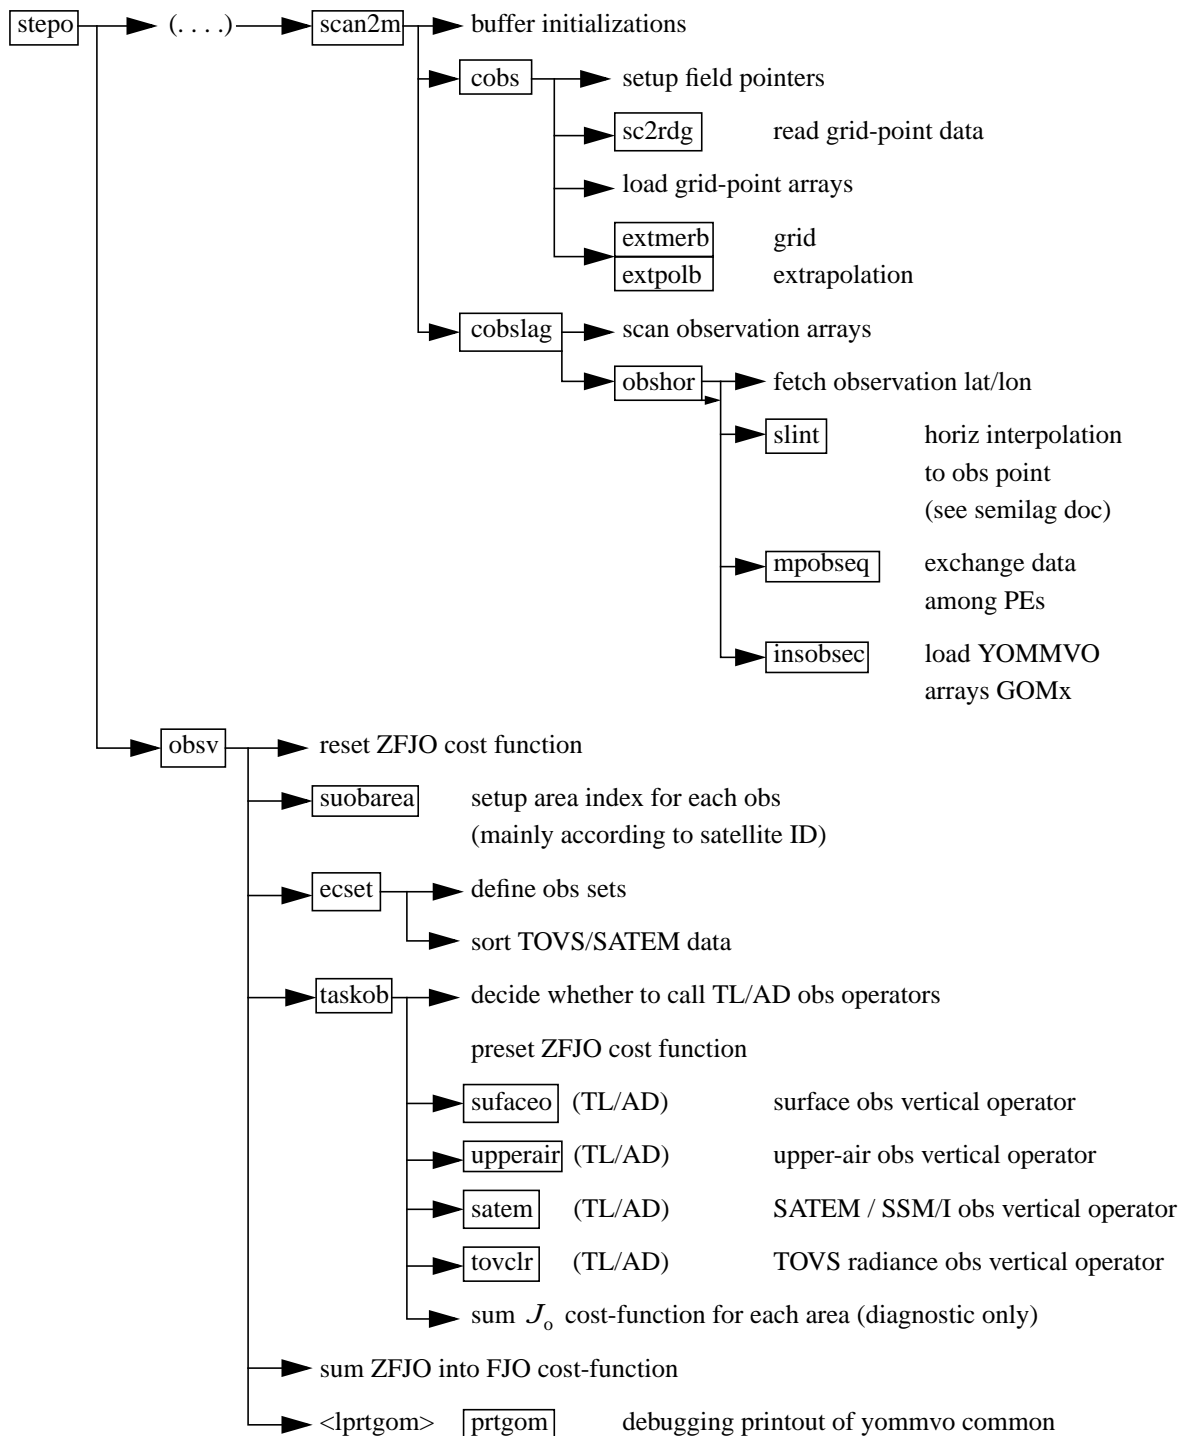 stepo (. . . .) scan2m buffer initializations
cobs setup field pointers
sc2rdg read grid-point data
load grid-point arrays
extmerb grid
extpolb extrapolation
cobslag scan observation arrays
obshor fetch observation lat/lon
slint horiz interpolation
to obs point
(see semilag doc)
mpobseq exchange data
among PEs
insobsec load YOMMVO
arrays GOMx
obsv reset ZFJO cost function
suobarea setup area index for each obs
(mainly according to satellite ID)
ecset define obs sets
sort TOVS/SATEM data
taskob decide whether to call TL/AD obs operators
preset ZFJO cost function
sufaceo (TL/AD) surface obs vertical operator
upperair (TL/AD) upper-air obs vertical operator
satem (TL/AD) SATEM / SSM/I obs vertical operator
tovclr (TL/AD) TOVS radiance obs vertical operator
sum Jo cost-function for each area (diagnostic only)
sum ZFJO into FJO cost-function
<lprtgom> prtgom debugging printout of yommvo common